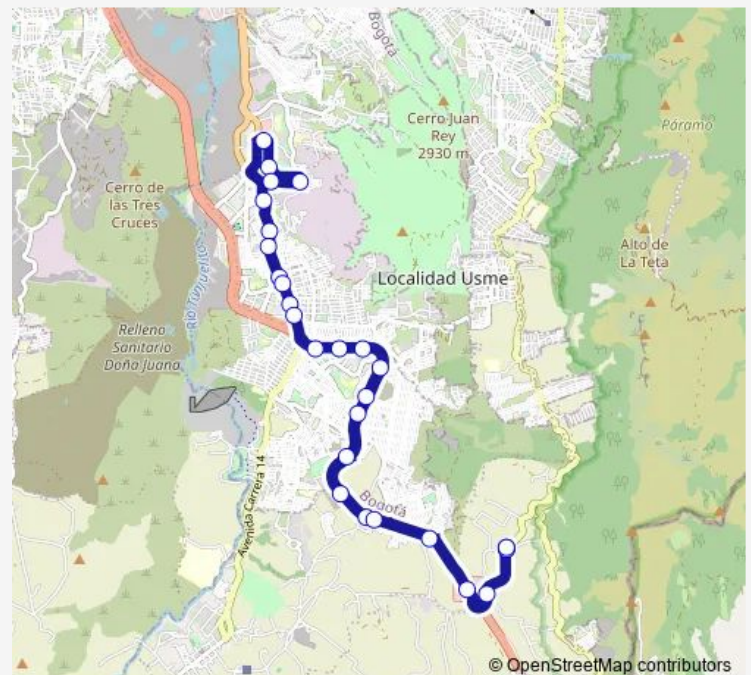 Bogotá
Cerro Juan
Rey
2930 m
Páramo
Cerro de
las Tres
Cruces
Río Tunjuelito
Alto de
La Teta
Localidad Usme
Relleno
Sanitario
Doña Juana
Avenida Carrera 14
Bogotá
© OpenStreetMap contributors